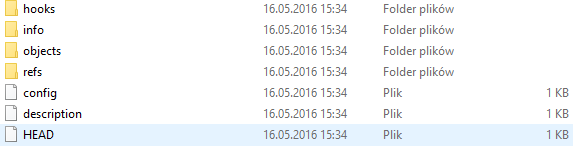 hooks 16.05.2016 15:34 Folder plików
info 16.05.2016 15:34 Folder plików
objects 16.05.2016 15:34 Folder plików
refs 16.05.2016 15:34 Folder plików
config 16.05.2016 15:34 Plik 1 KB
description 16.05.2016 15:34 Plik 1 KB
HEAD 16.05.2016 15:34 Plik 1 KB